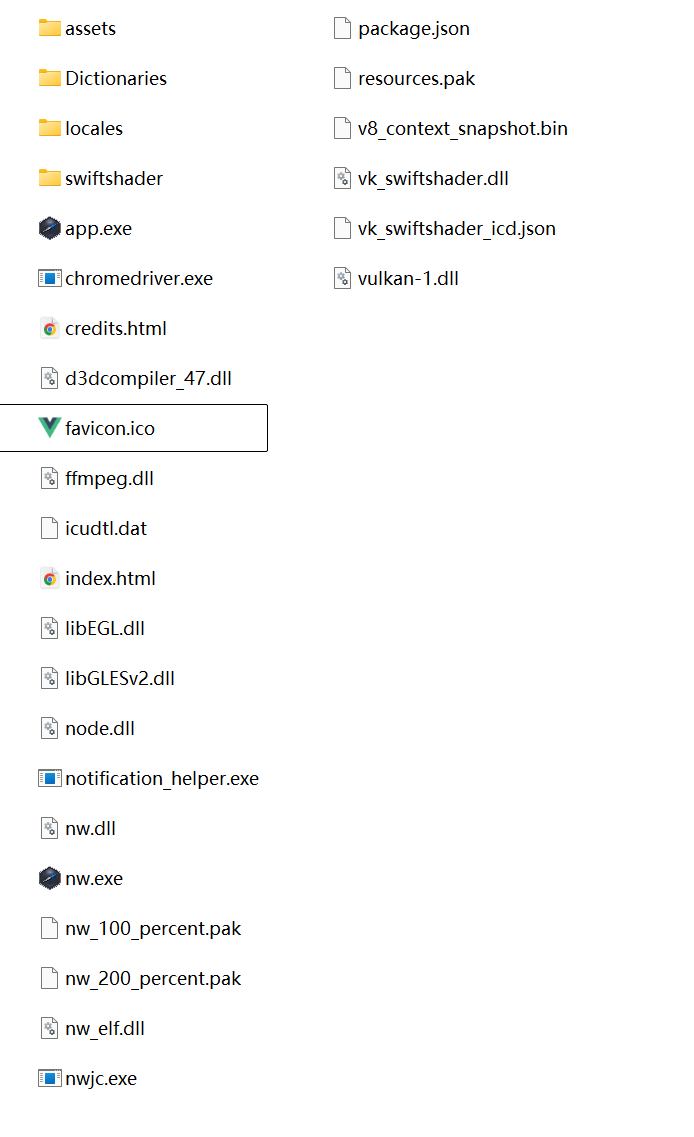 assets
Dictionaries
locales
swiftshader
app.exe
chromedriver.exe
credits.html
d3dcompiler_47.dll
favicon.ico
ffmpeg.dll
icudtl.dat
index.html
libEGL.dll
libGLESv2.dll
node.dll
notification_helper.exe
nw.dll
nw.exe
nw_100_percent.pak
nw_200_percent.pak
nw_elf.dll
nwjc.exe
package.json
resources.pak
v8_context_snapshot.bin
vk_swiftshader.dll
vk_swiftshader_icd.json
vulkan-1.dll